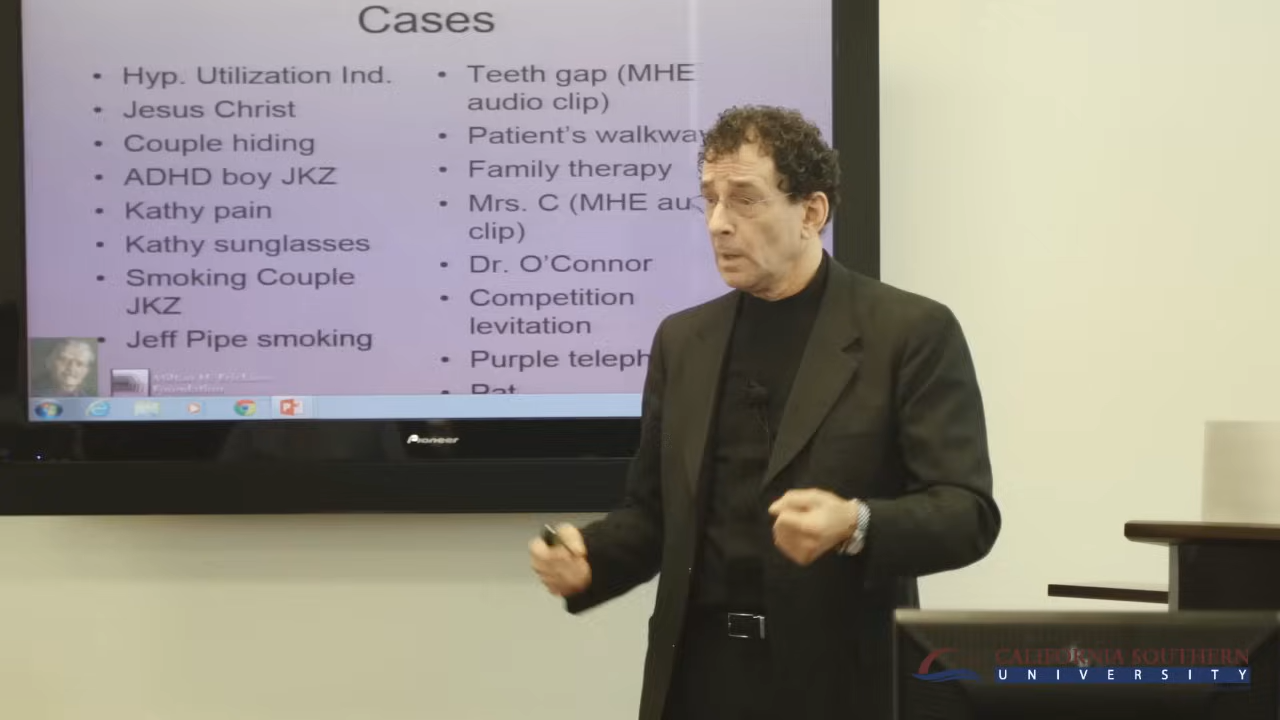 Cases
Hyp. Utilization Ind.
Jesus Christ
Couple hiding
ADHD boy JKZ
Kathy pain
Kathy sunglasses
Smoking Couple
JKZ
Jeff Pipe smoking
Teeth gap (MHE
audio clip)
Patient's walkway
Family therapy
Mrs. C (MHE au
clip)
Dr. O'Connor
Competition
levitation
Purple teleph
Pat
Foundation
Pioneer
CALIFORNIA SOUTHERN
UNIVERSITY